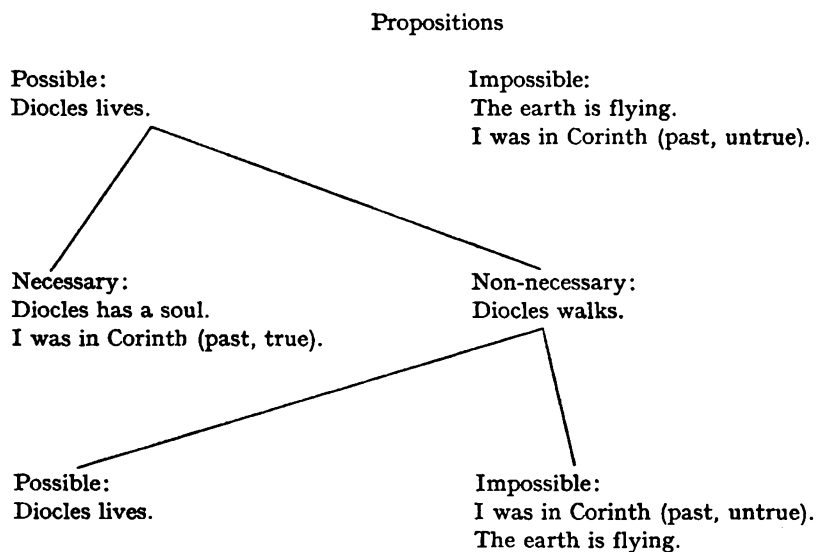 Propositions
Possible:
Diocles lives.
Impossible:
The earth is flying.
I was in Corinth (past, untrue).
Necessary:
Diocles has a soul.
I was in Corinth (past, true).
Non-necessary:
Diocles walks.
Possible:
Diocles lives.
Impossible:
I was in Corinth (past, untrue).
The earth is flying.